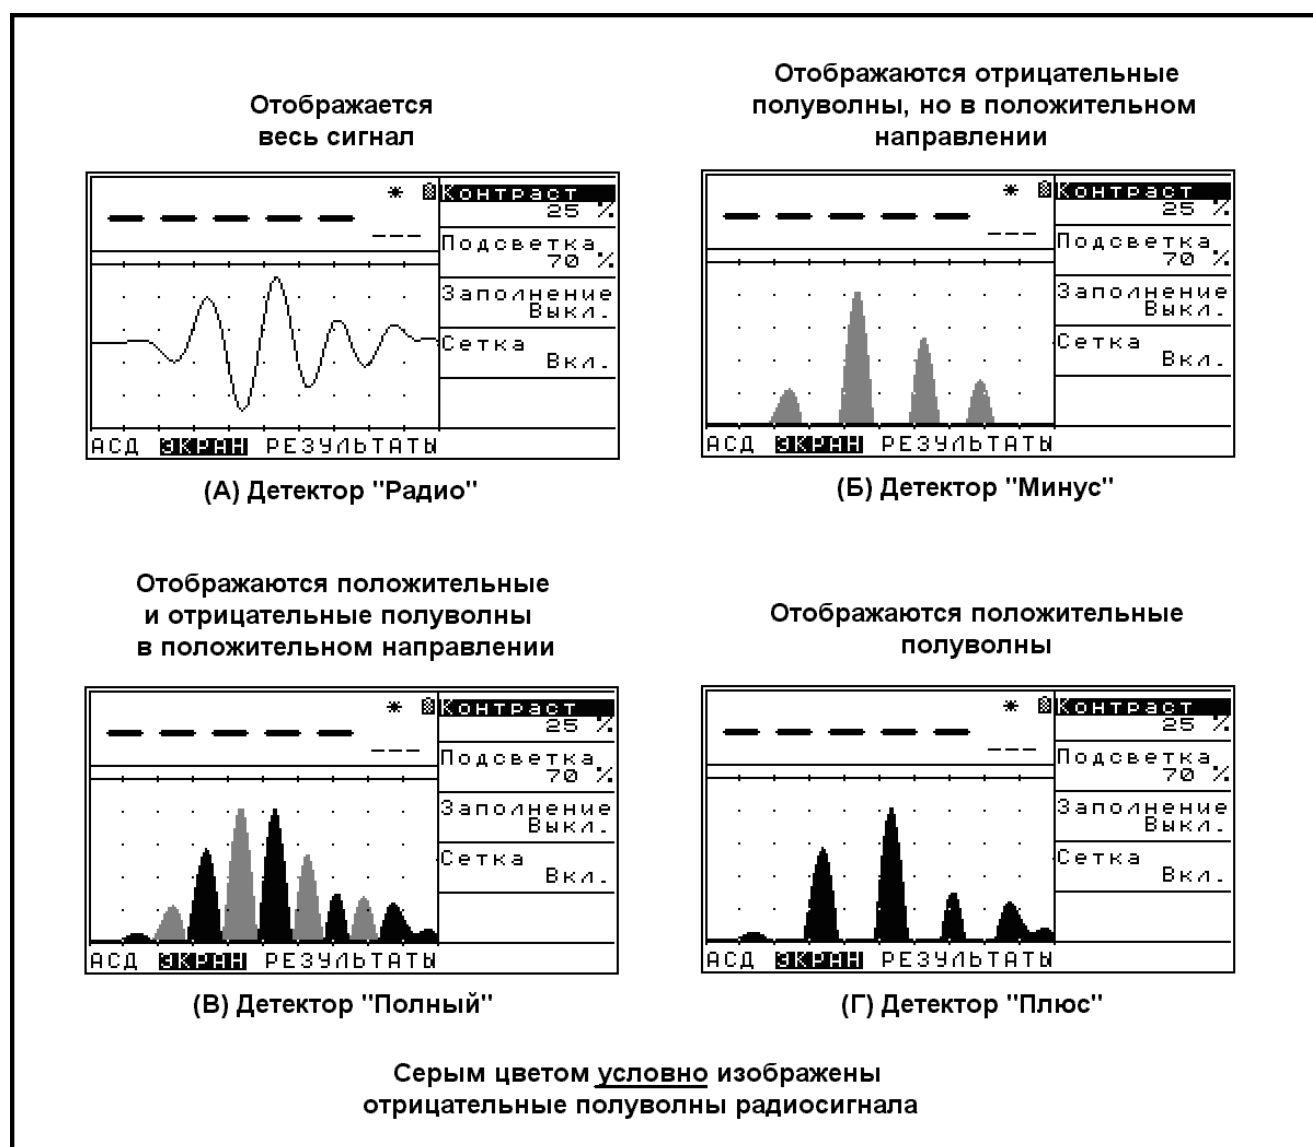 Отображается
весь сигнал
* Контраст
25 %
Подсветка
70 %
Заполнение
Выкл.
Сетка
Вкл.
АСД ЭКРАН РЕЗУЛЬТАТЫ
(А) Детектор "Радио"
Отображаются отрицательные
полуволны, но в положительном
направлении
* Контраст
25 %
Подсветка
70 %
Заполнение
Выкл.
Сетка
Вкл.
АСД ЭКРАН РЕЗУЛЬТАТЫ
(Б) Детектор "Минус"
Отображаются положительные
и отрицательные полуволны
в положительном направлении
* Контраст
25 %
Подсветка
70 %
Заполнение
Выкл.
Сетка
Вкл.
АСД ЭКРАН РЕЗУЛЬТАТЫ
(В) Детектор "Полный"
Отображаются положительные
полуволны
* Контраст
25 %
Подсветка
70 %
Заполнение
Выкл.
Сетка
Вкл.
АСД ЭКРАН РЕЗУЛЬТАТЫ
(Г) Детектор "Плюс"
Серым цветом условно изображены
отрицательные полуволны радиосигнала